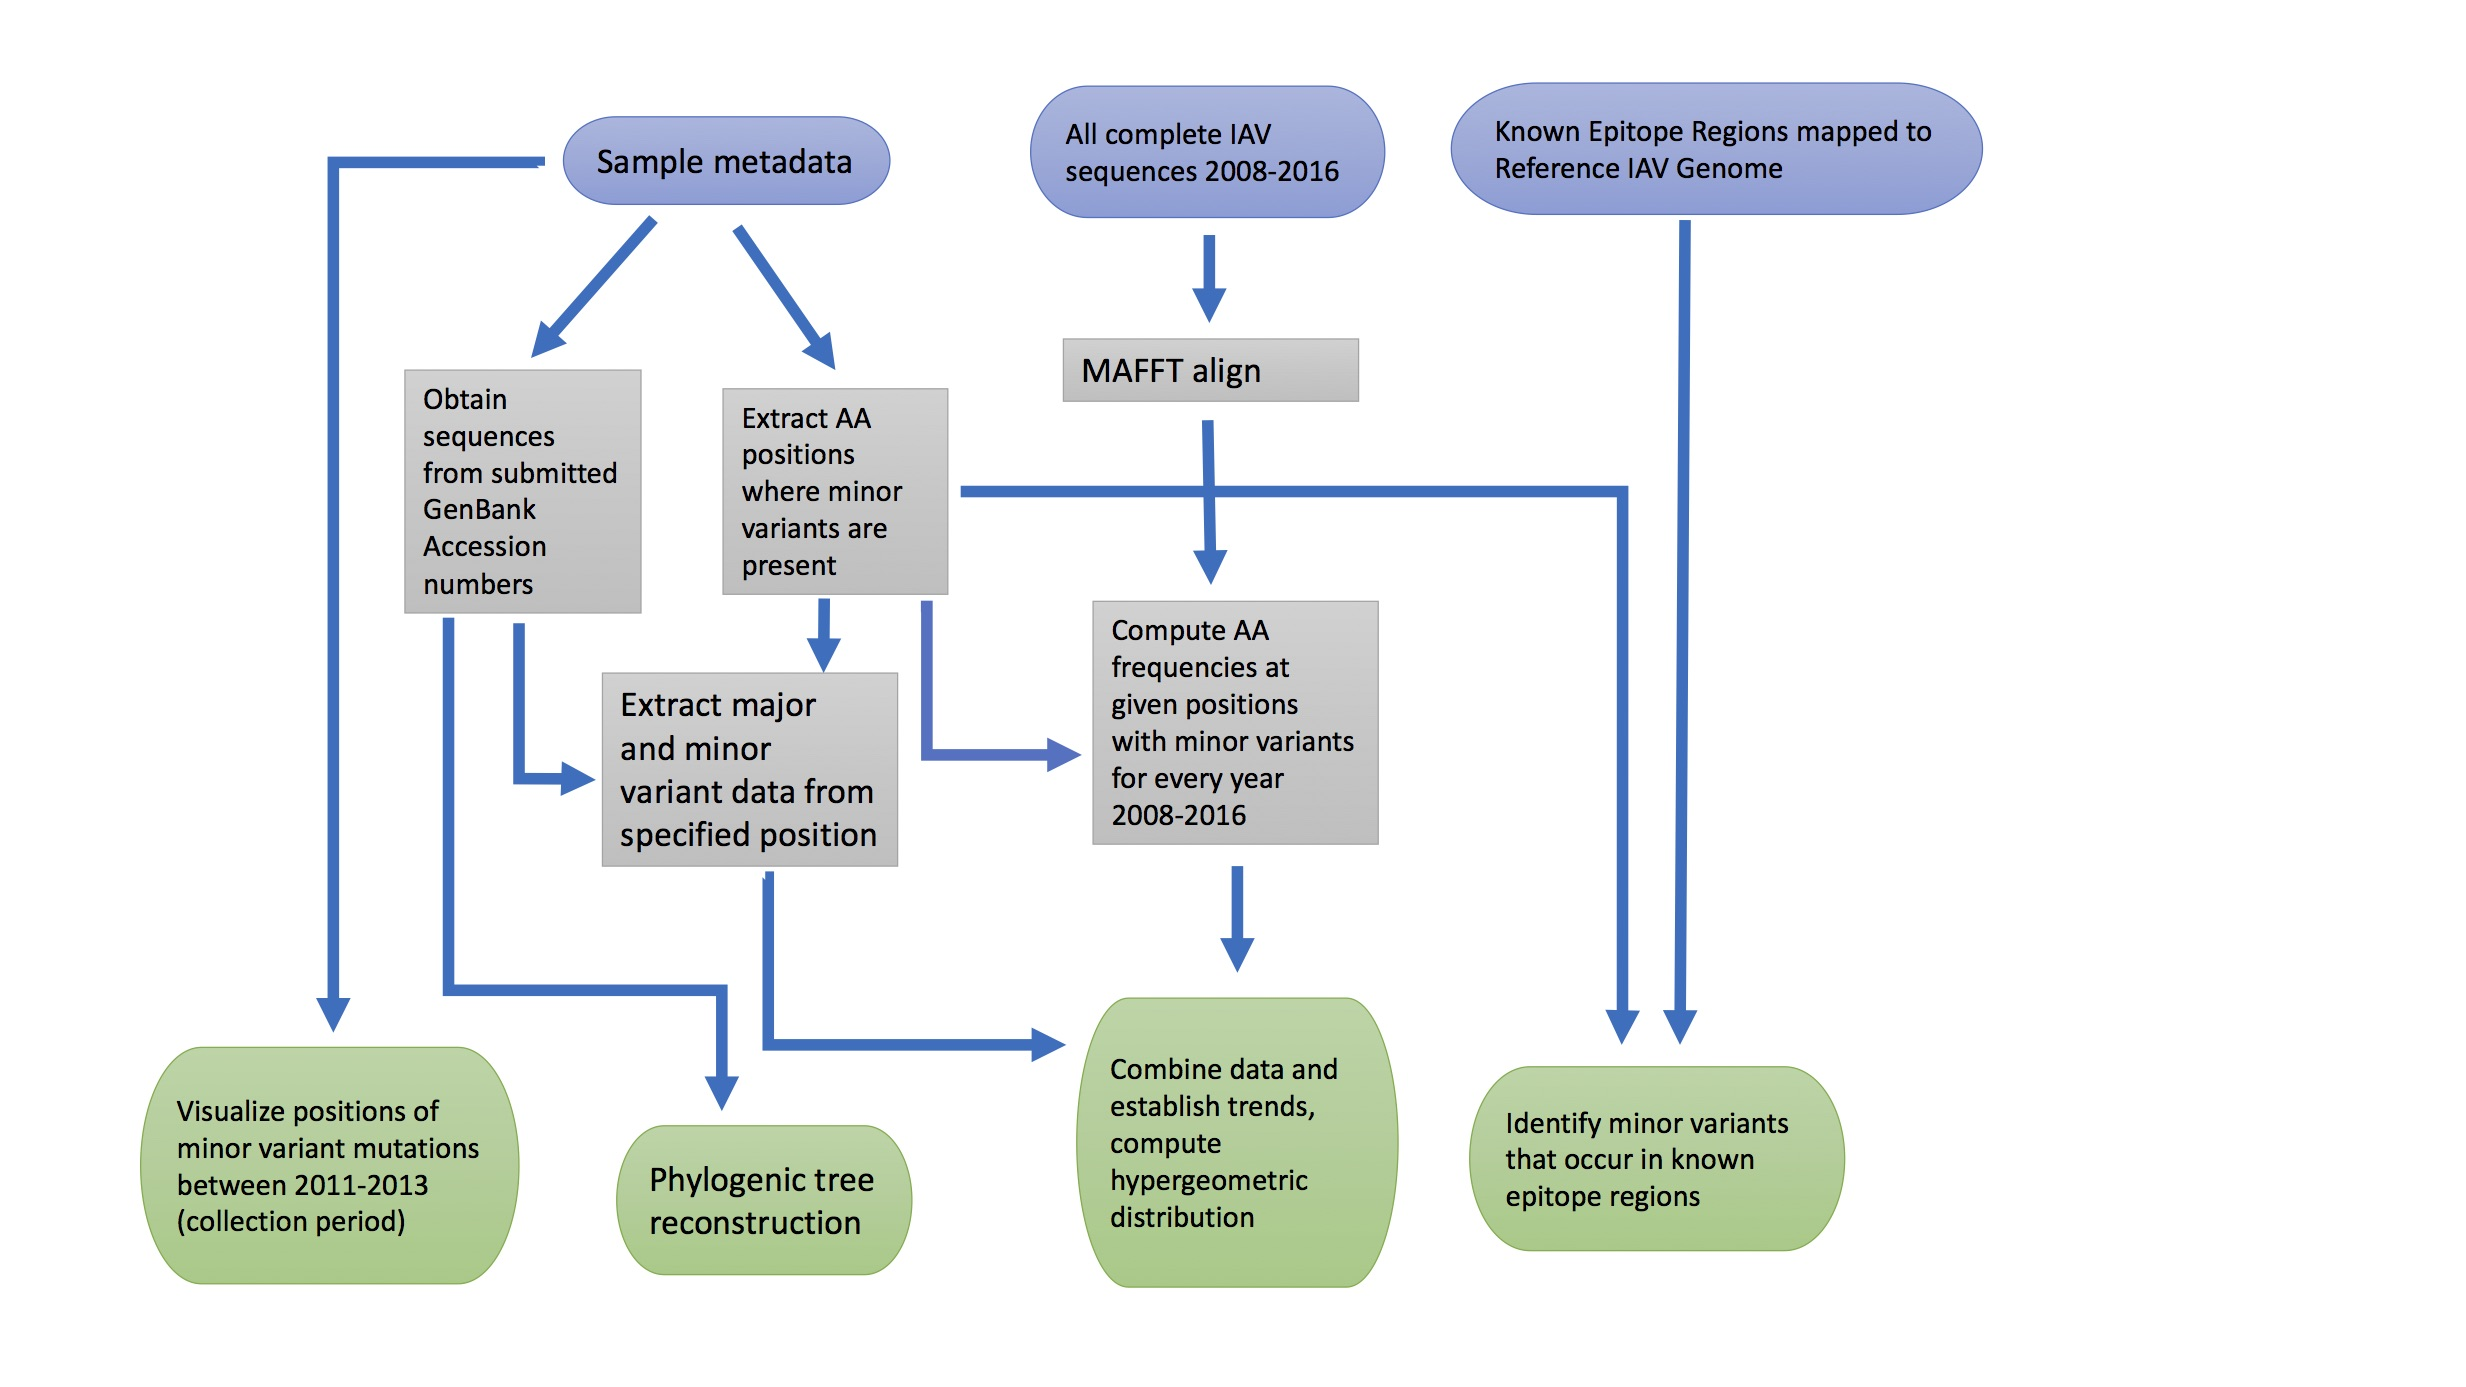 Sample metadata
All complete IAV
sequences 2008-2016
Known Epitope Regions mapped to
Reference IAV Genome
Obtain
sequences
from submitted
GenBank
Accession
numbers
Extract AA
positions
where minor
variants are
present
MAFFT align
Extract major
and minor
variant data from
specified position
Compute AA
frequencies at
given positions
with minor variants
for every year
2008-2016
Visualize positions of
minor variant mutations
between 2011-2013
(collection period)
Phylogenic tree
reconstruction
Combine data and
establish trends,
compute
hypergeometric
distribution
Identify minor variants
that occur in known
epitope regions